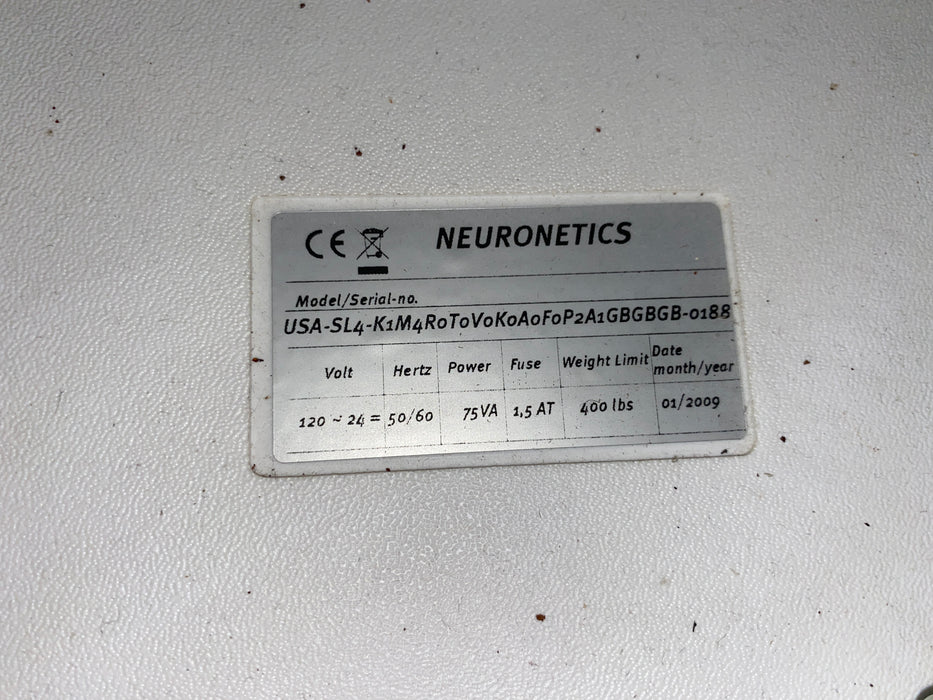 CE NEURONETICS
Model/Serial-no.
USA-SL4-K1M4R0T0V0K0A0F0P2A1GBGBGB-0188
Volt Hertz Power Fuse Weight Limit Date month/year
120 ~ 24 = 50/60 75VA 1,5 AT 400 lbs 01/2009